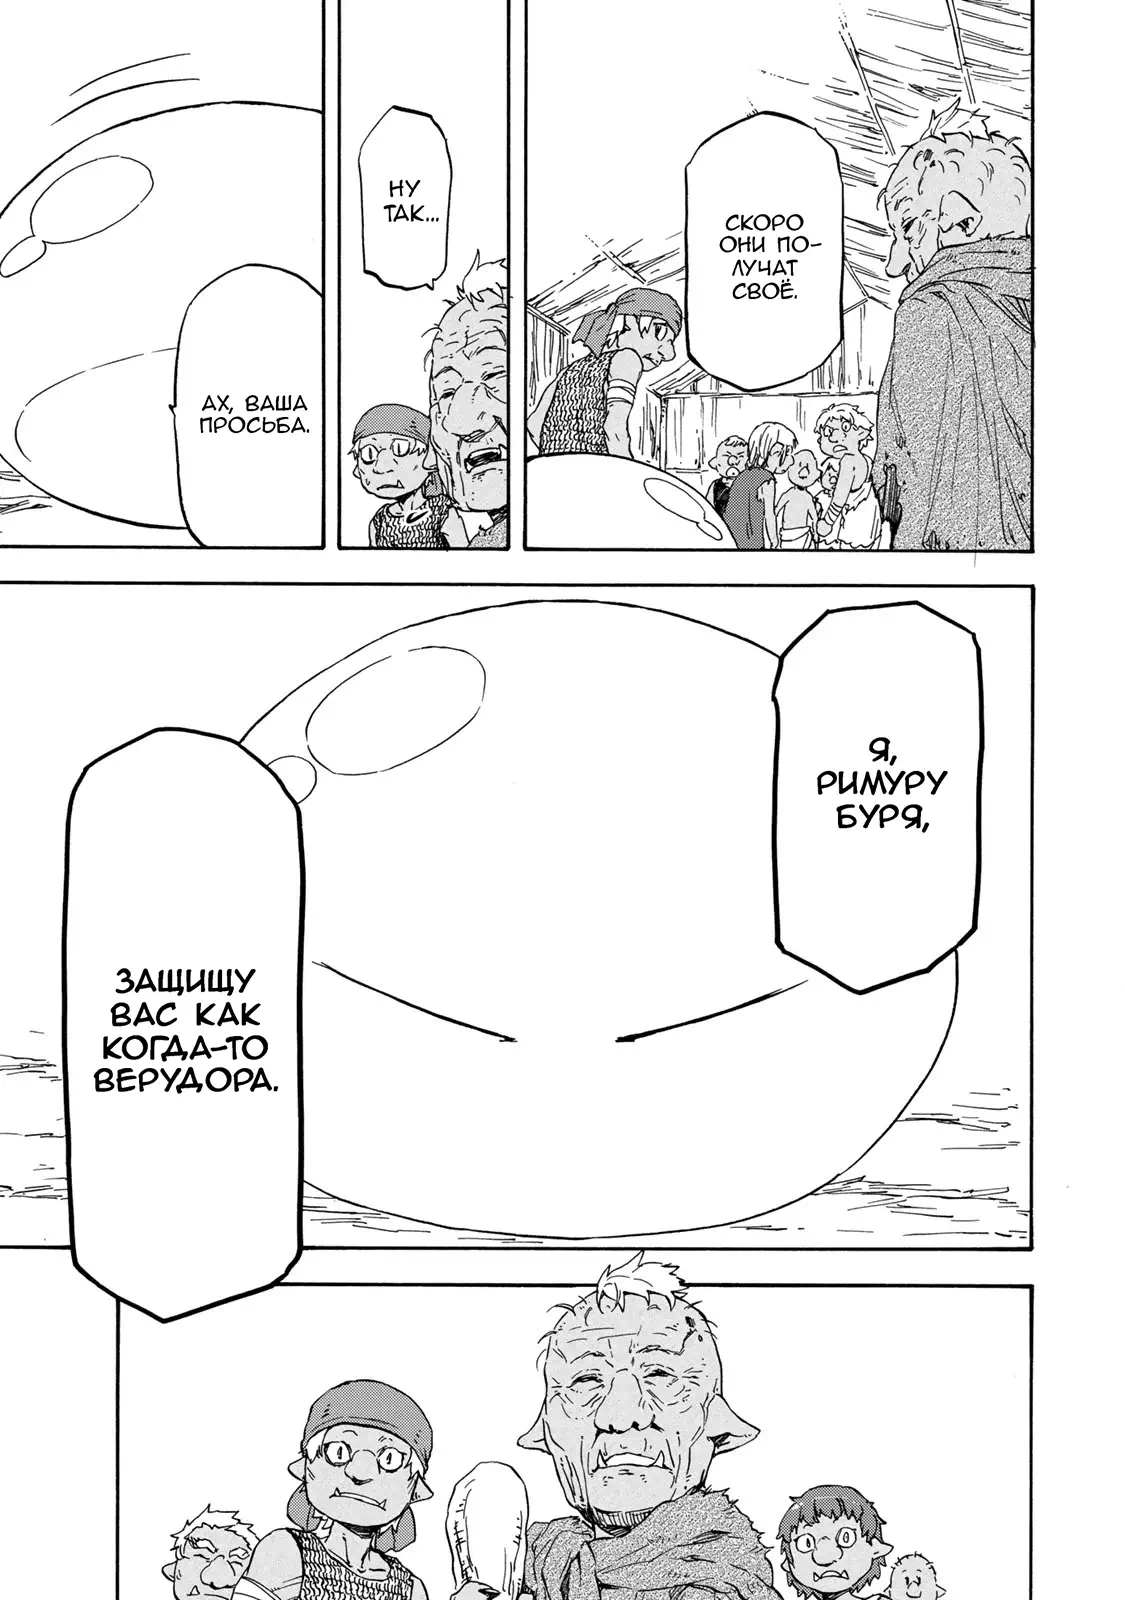 СКОРО
ОНИ ПО-
ЛУЧАТ
СВОЁ.
НУ
ТАК...
АХ, ВАША
ПРОСЬБА.
Я,
РИМУРУ
БУРЯ,
ЗАЩИЩУ
ВАС КАК
КОГДА-ТО
ВЕРУДОРА.